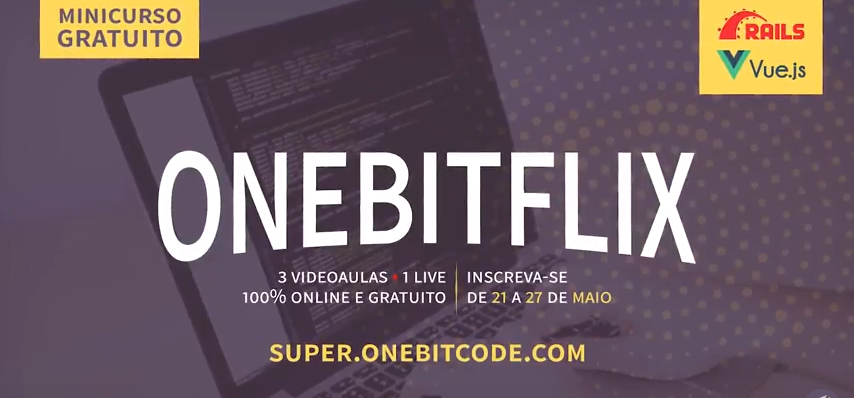 MINICURSO
GRATUITO
RAILS
Vue.js
ONEBITFLIX
3 VIDEOAULAS • 1 LIVE
100% ONLINE E GRATUITO
INSCREVA-SE
DE 21 A 27 DE MAIO
SUPER.ONEBITCODE.COM